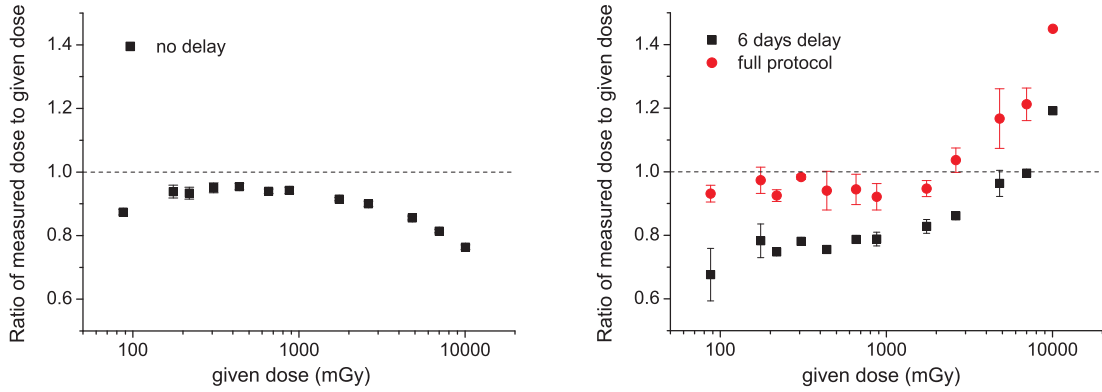 Ratio of measured dose to given dose
1.4
1.2
1.0
0.8
0.6
no delay
100
1000
10000
given dose (mGy)
Ratio of measured dose to given dose
1.4
1.2
1.0
0.8
0.6
6 days delay
full protocol
100
1000
10000
given dose (mGy)